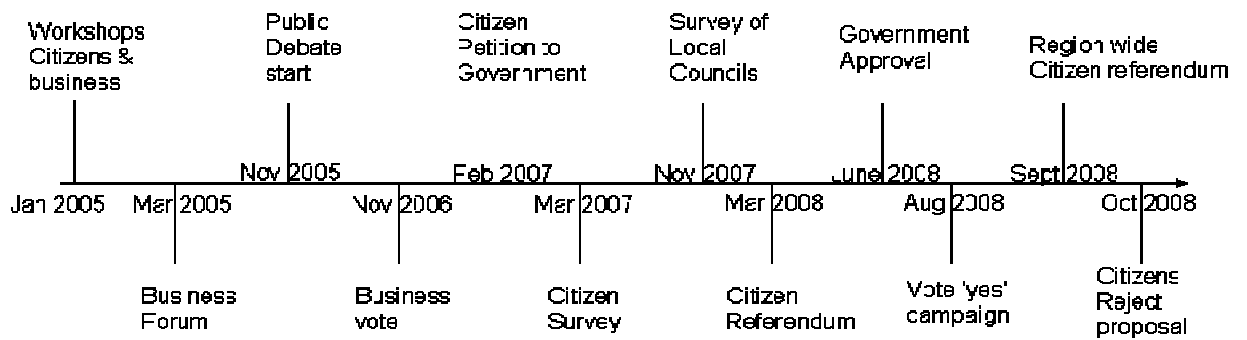 Workshops
Citizens &
business
Public
Debate
start
Citizen
Petition to
Government
Survey of
Local
Councils
Government
Approval
Region wide
Citizen referendum
Nov 2005
Feb 2007
Nov 2007
June 2008
Sept 2008
Jan 2005
Mar 2005
Nov 2006
Mar 2007
Mar 2008
Aug 2008
Oct 2008
Business
Forum
Business
vote
Citizen
Survey
Citizen
Referendum
Vote 'yes'
campaign
Citizens
Reject
proposal